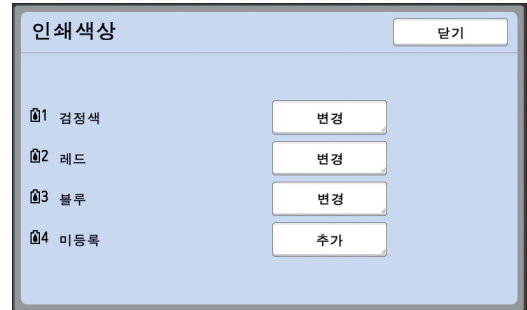 인쇄색상 닫기
1 검정색 변경
2 레드 변경
3 블루 변경
4 미등록 추가